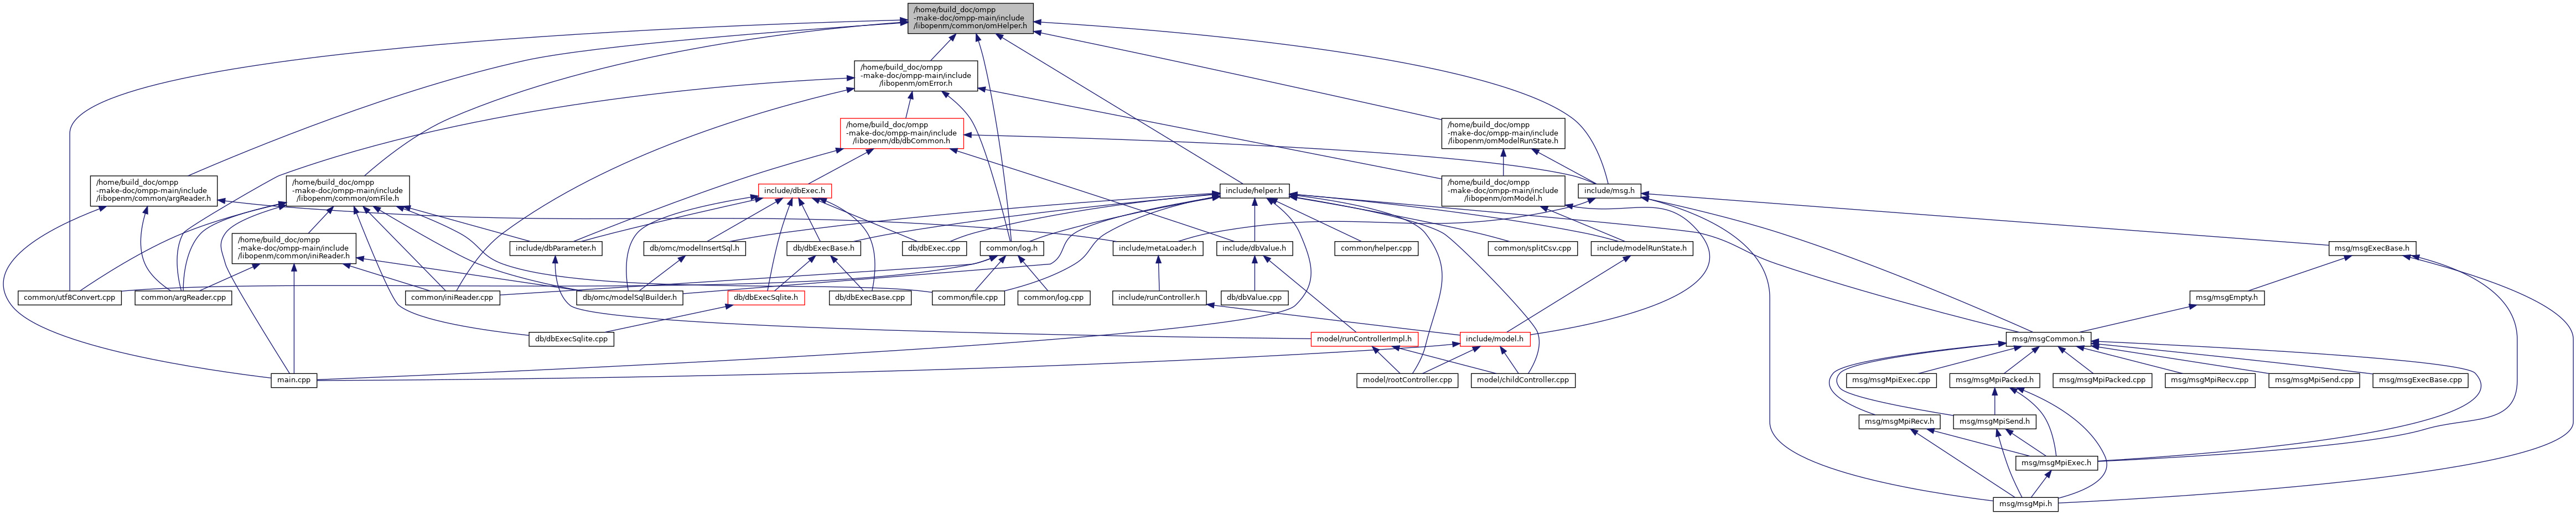 /home/build_doc/ompp
-make-doc/ompp-main/include
/libopenm/common/omHelper.h
/home/build_doc/ompp
-make-doc/ompp-main/include
/libopenm/omError.h
/home/build_doc/ompp
-make-doc/ompp-main/include
/libopenm/db/dbCommon.h
/home/build_doc/ompp
-make-doc/ompp-main/include
/libopenm/omModelRunState.h
/home/build_doc/ompp
-make-doc/ompp-main/include
/libopenm/common/argReader.h
/home/build_doc/ompp
-make-doc/ompp-main/include
/libopenm/common/omFile.h
include/dbExec.h
include/helper.h
/home/build_doc/ompp
-make-doc/ompp-main/include
/libopenm/omModel.h
include/msg.h
/home/build_doc/ompp
-make-doc/ompp-main/include
/libopenm/common/iniReader.h
include/dbParameter.h
db/omc/modelInsertSql.h
db/dbExecBase.h
db/dbExec.cpp
common/log.h
include/metaLoader.h
include/dbValue.h
common/helper.cpp
common/splitCsv.cpp
include/modelRunState.h
msg/msgExecBase.h
common/utf8Convert.cpp
common/argReader.cpp
common/iniReader.cpp
db/omc/modelSqlBuilder.h
db/dbExecSqlite.h
db/dbExecBase.cpp
common/file.cpp
common/log.cpp
include/runController.h
db/dbValue.cpp
msg/msgEmpty.h
db/dbExecSqlite.cpp
model/runControllerImpl.h
include/model.h
msg/msgCommon.h
main.cpp
model/rootController.cpp
model/childController.cpp
msg/msgMpiExec.cpp
msg/msgMpiPacked.h
msg/msgMpiPacked.cpp
msg/msgMpiRecv.cpp
msg/msgMpiSend.cpp
msg/msgExecBase.cpp
msg/msgMpiRecv.h
msg/msgMpiSend.h
msg/msgMpiExec.h
msg/msgMpi.h